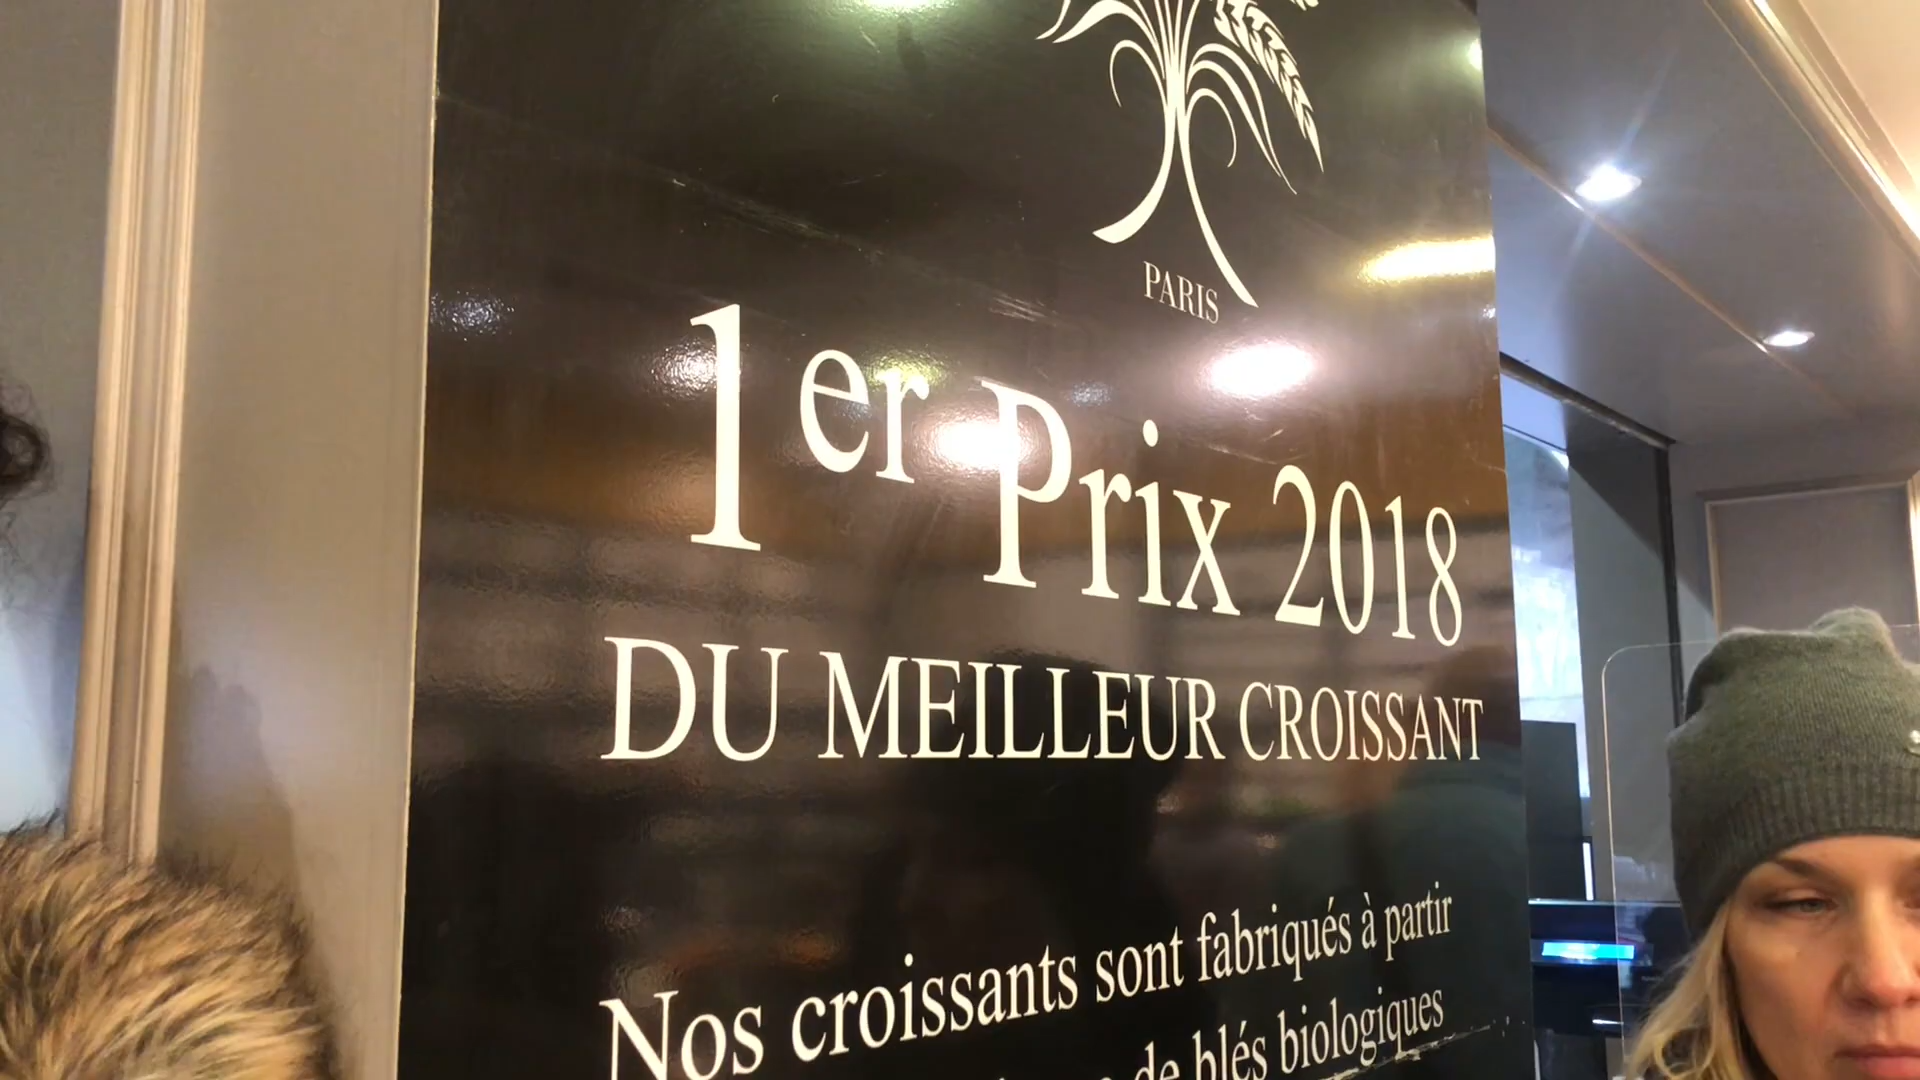 PARIS
1er Prix 2018
DU MEILLEUR CROISSANT
Nos croissants sont fabriqués à partir
de blés biologiques